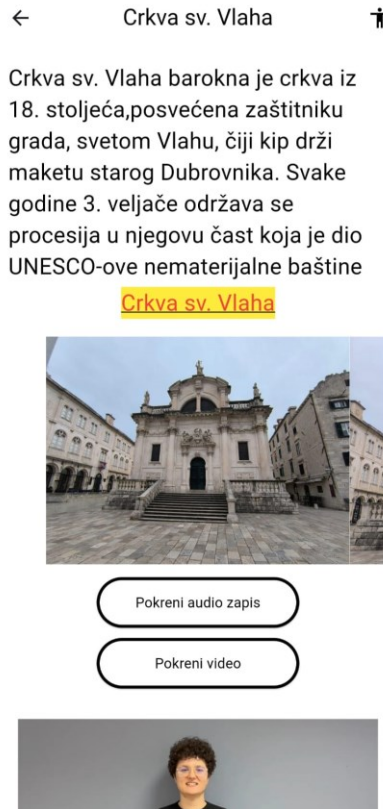 Crkva sv. Vlaha
Crkva sv. Vlaha barokna je crkva iz
18. stoljeća,posvećena zaštitniku
grada, svetom Vlahu, čiji kip drži
maketu starog Dubrovnika. Svake
godine 3. veljače održava se
procesija u njegovu čast koja je dio
UNESCO-ove nematerijalne baštine
Crkva sv. Vlaha
Pokreni audio zapis
Pokreni video